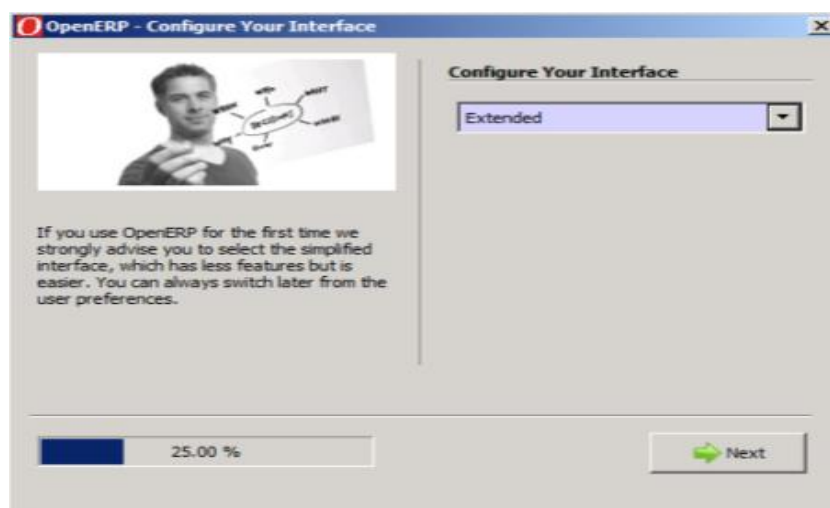 OpenERP - Configure Your Interface
Configure Your Interface
Extended
If you use OpenERP for the first time we
strongly advise you to select the simplified
interface, which has less features but is
easier. You can always switch later from the
user preferences.
25.00 %
Next